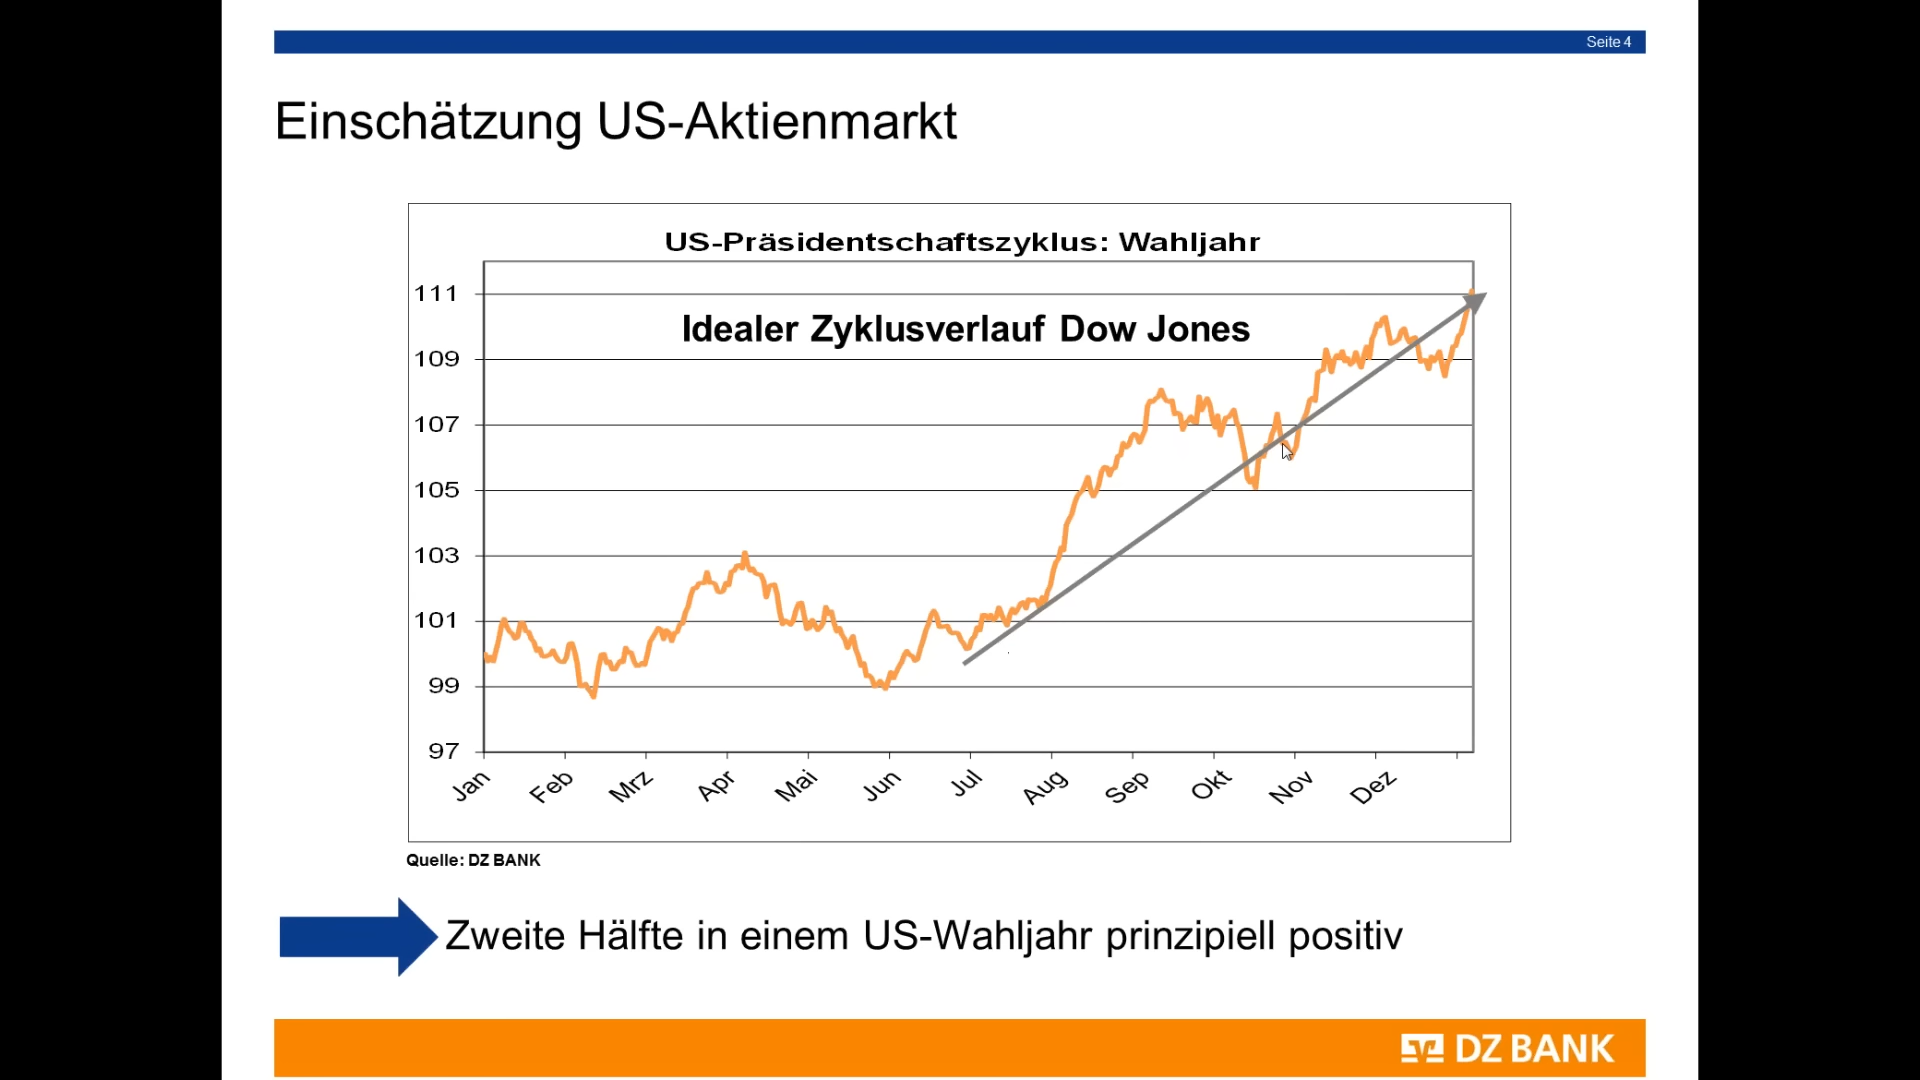 Seite 4
Einschätzung US-Aktienmarkt
US-Präsidentschaftszyklus: Wahljahr
Idealer Zyklusverlauf Dow Jones
111
109
107
105
103
101
99
97
Jan
Feb
Mrz
Apr
Mai
Jun
Jul
Aug
Sep
Okt
Nov
Dez
Quelle: DZ BANK
Zweite Hälfte in einem US-Wahljahr prinzipiell positiv
DZ BANK